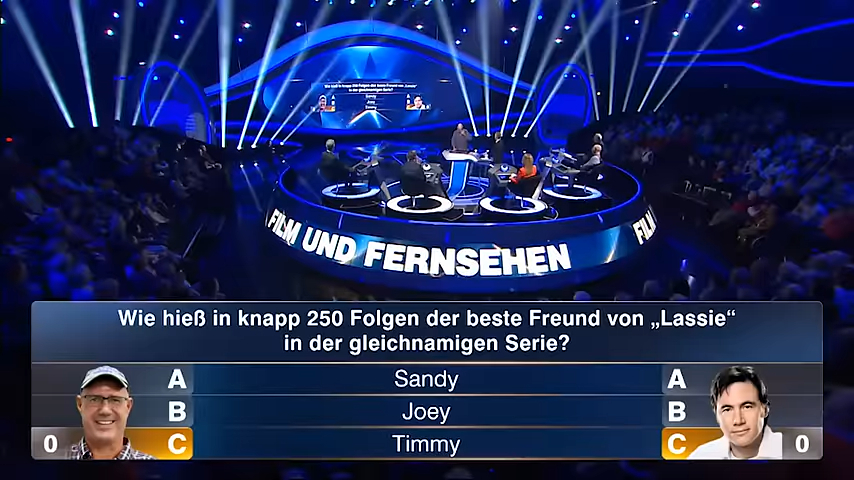 FILM UND FERNSEHEN
FILM
Wie hieß in knapp 250 Folgen der beste Freund von „Lassie“
in der gleichnamigen Serie?
A Sandy A
B Joey B
0 C Timmy C 0